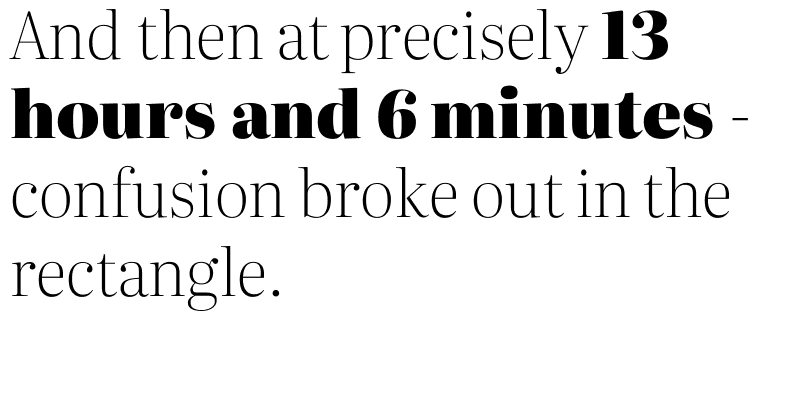 And then at precisely 13
hours and 6 minutes -
confusion broke out in the
rectangle.